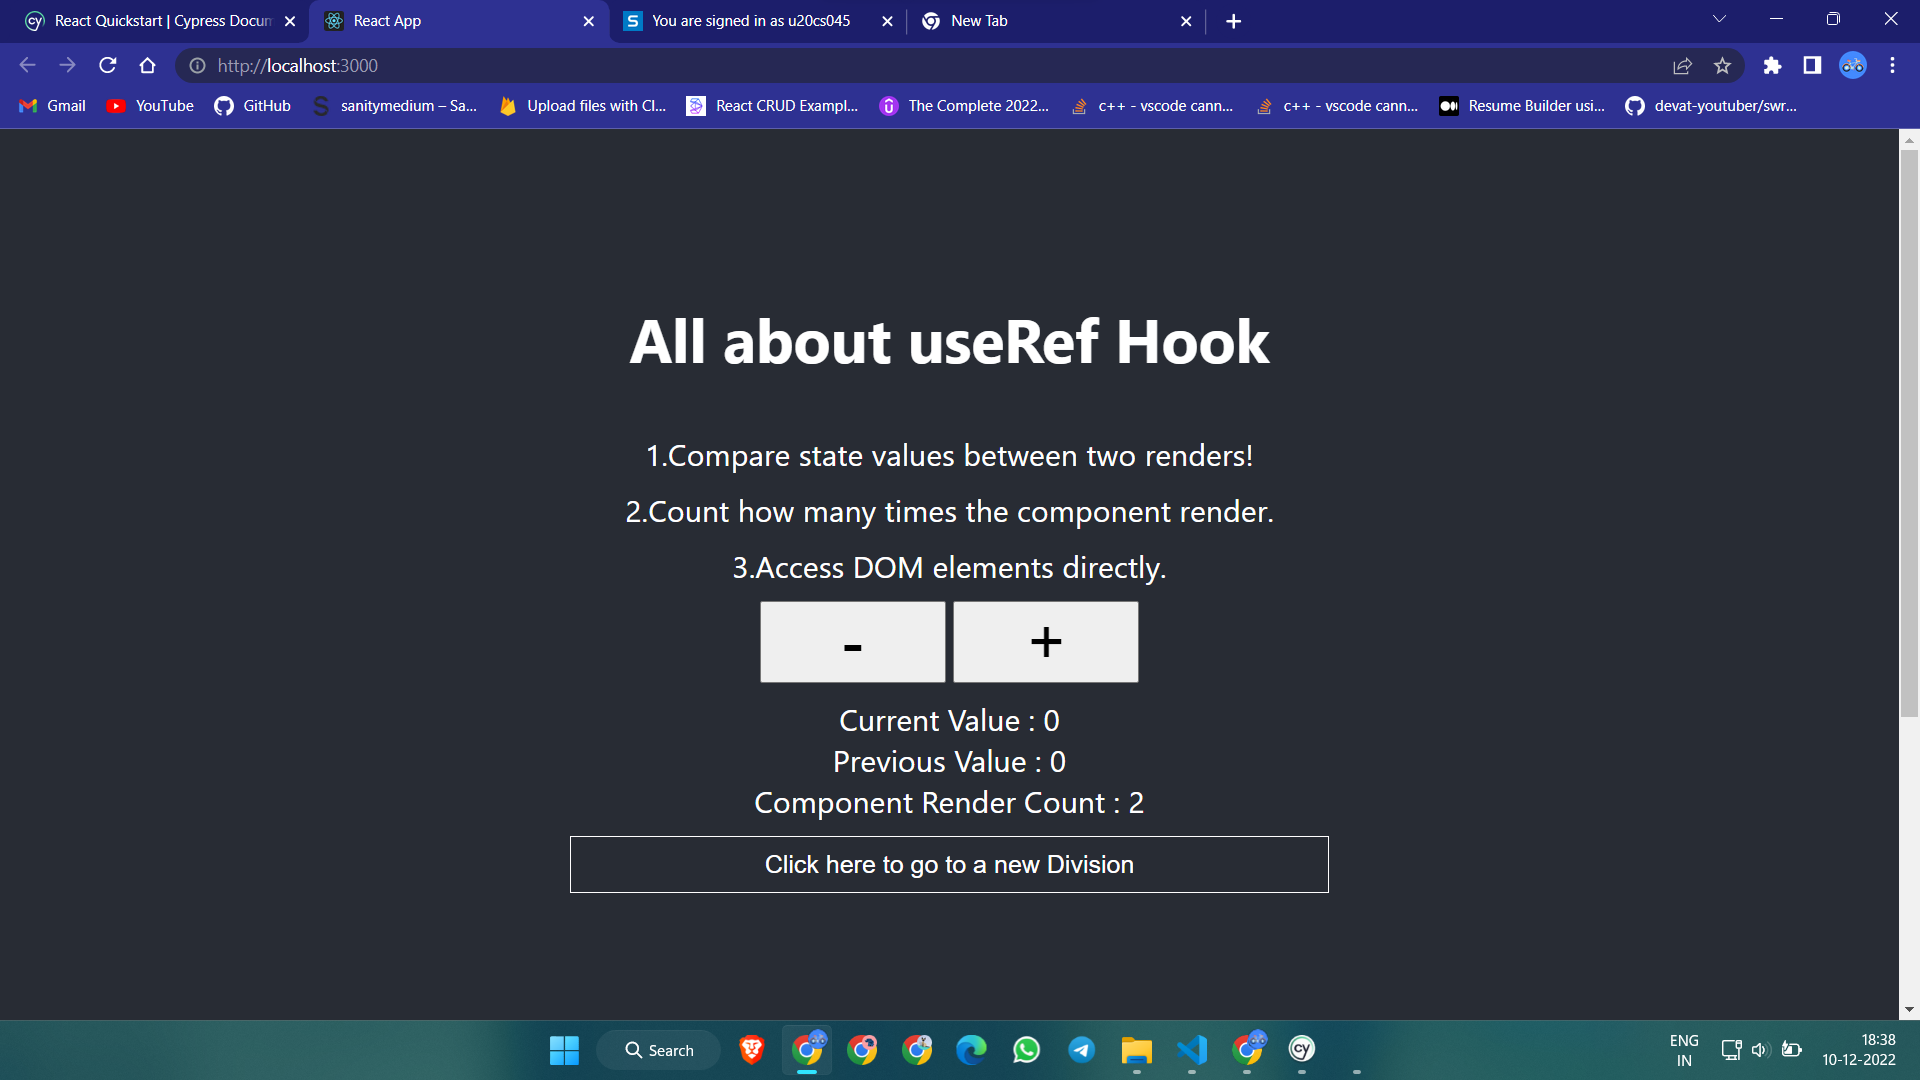 React Quickstart | Cypress Docum
React App
You are signed in as u20cs045
New Tab
http://localhost:3000
Gmail
YouTube
GitHub
sanitymedium – Sa...
Upload files with Cl...
React CRUD Exampl...
The Complete 2022...
c++ - vscode cann...
c++ - vscode cann...
Resume Builder usi...
devat-youtuber/swr...
All about useRef Hook
1.Compare state values between two renders!
2.Count how many times the component render.
3.Access DOM elements directly.
- +
Current Value : 0
Previous Value : 0
Component Render Count : 2
Click here to go to a new Division
Search
ENG
IN
18:38
10-12-2022